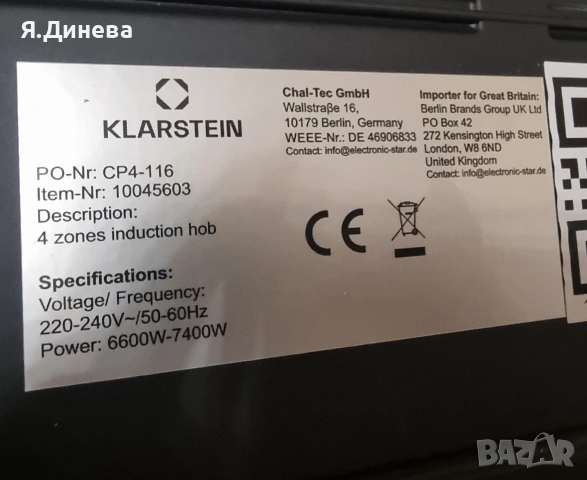 Я.Динева
KLARSTEIN
PO-Nr: CP4-116
Item-Nr: 10045603
Description:
4 zones induction hob
Specifications:
Voltage/ Frequency:
220-240V~/50-60Hz
Power: 6600W-7400W
Chal-Tec GmbH
Wallstraße 16,
10179 Berlin, Germany
WEEE-Nr.: DE 46906833
Contact: info@electronic-star.de
Importer for Great Britain:
Berlin Brands Group UK Ltd
PO Box 42
272 Kensington High Street
London, W8 6ND
United Kingdom
Contact: info@electronic-star.de
CE
BAZAR